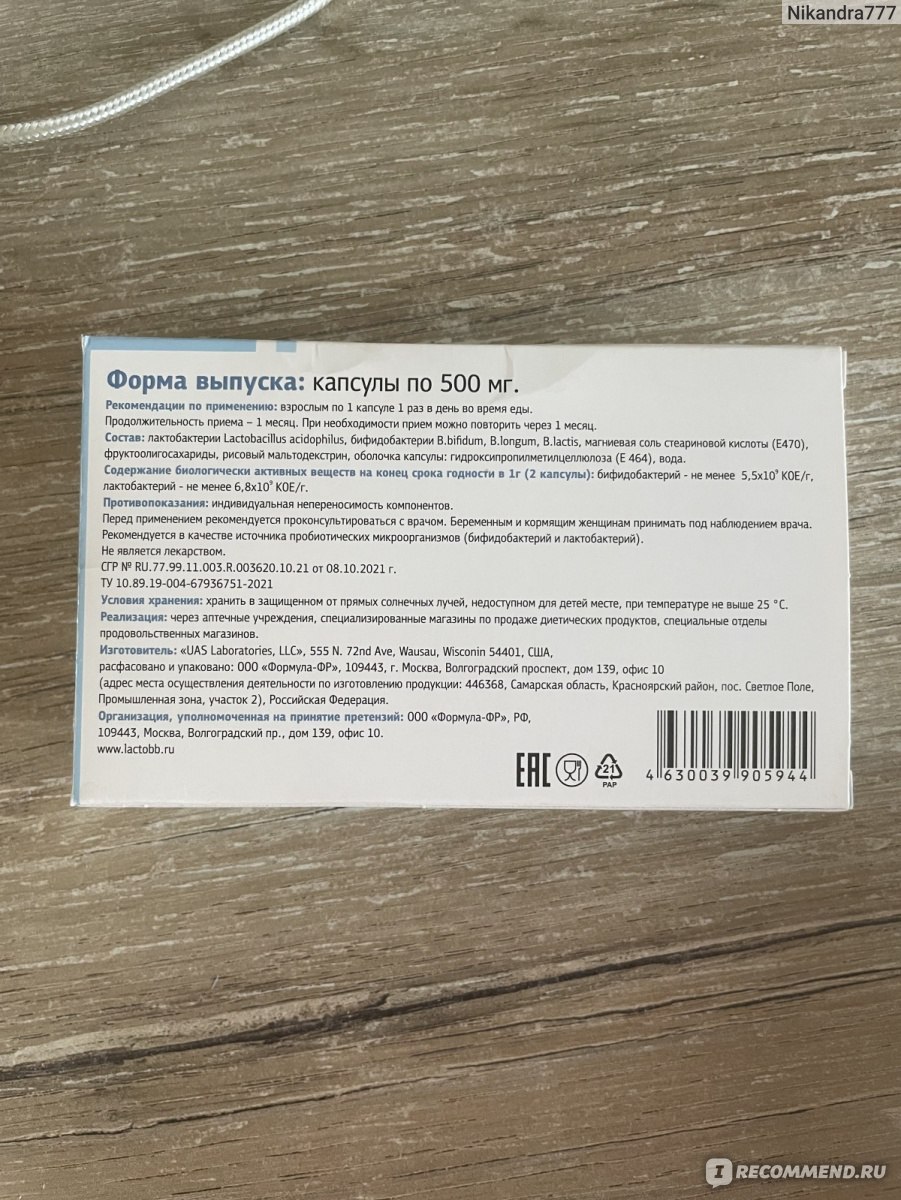 Nikandra777
Форма выпуска: капсулы по 500 мг.
Рекомендации по применению: взрослым по 1 капсуле 1 раз в день во время еды.
Продолжительность приема – 1 месяц. При необходимости прием можно повторить через 1 месяц.
Состав: лактобактерии Lactobacillus acidophilus, бифидобактерии B.bifidum, B.longum, B.lactis, магниевая соль стеариновой кислоты (Е470),
фруктоолигосахариды, рисовый мальтодекстрин, оболочка капсулы: гидроксипропилметилцеллюлоза (Е 464), вода.
Содержание биологически активных веществ на конец срока годности в 1г (2 капсулы): бифидобактерий - не менее 5,5х10⁹ КОЕ/г,
лактобактерий - не менее 6,8х10⁹ КОЕ/г.
Противопоказания: индивидуальная непереносимость компонентов.
Перед применением рекомендуется проконсультироваться с врачом. Беременным и кормящим женщинам принимать под наблюдением врача.
Рекомендуется в качестве источника пробиотических микроорганизмов (бифидобактерий и лактобактерий).
Не является лекарством.
СГР № RU.77.99.11.003.R.003620.10.21 от 08.10.2021 г.
ТУ 10.89.19-004-67936751-2021
Условия хранения: хранить в защищенном от прямых солнечных лучей, недоступном для детей месте, при температуре не выше 25 °С.
Реализация: через аптечные учреждения, специализированные магазины по продаже диетических продуктов, специальные отделы
продовольственных магазинов.
Изготовитель: «UAS Laboratories, LLC», 555 N. 72nd Ave, Wausau, Wisconin 54401, США,
расфасовано и упаковано: ООО «Формула-ФР», 109443, г. Москва, Волгоградский проспект, дом 139, офис 10
(адрес места осуществления деятельности по изготовлению продукции: 446368, Самарская область, Красноярский район, пос. Светлое Поле,
Промышленная зона, участок 2), Российская Федерация.
Организация, уполномоченная на принятие претензий: ООО «Формула-ФР», РФ,
109443, Москва, Волгоградский пр., дом 139, офис 10.
www.lactobb.ru
EAC
21
PAP
4 630039 905944
I RECOMMEND.RU